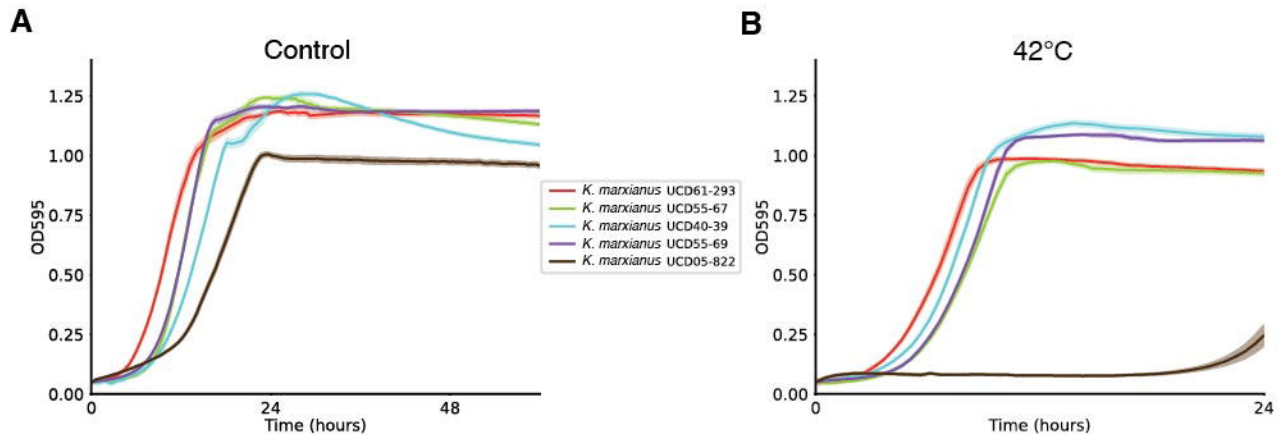 A
Control
1.25
1.00
0.75
0.50
0.25
0.00
OD595
0
24
48
Time (hours)
K. marxianus UCD61-293
K. marxianus UCD55-67
K. marxianus UCD40-39
K. marxianus UCD55-69
K. marxianus UCD05-822
B
42°C
1.25
1.00
0.75
0.50
0.25
0.00
OD595
0
24
Time (hours)